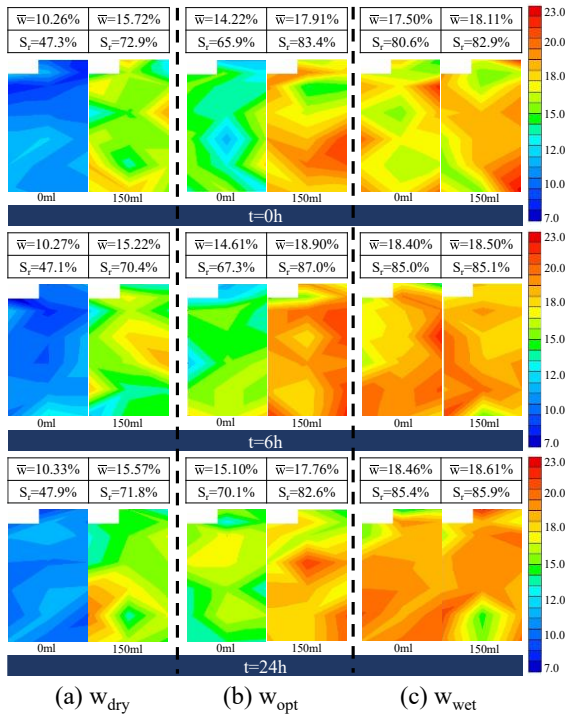 w̅=10.26% w̅=15.72% w̅=14.22% w̅=17.91% w̅=17.50% w̅=18.11% 23.0
Sr=47.3% Sr=72.9% Sr=65.9% Sr=83.4% Sr=80.6% Sr=82.9%
20.0
18.0
15.0
13.0
10.0
0ml 150ml 0ml 150ml 0ml 150ml 7.0
t=0h
w̅=10.27% w̅=15.22% w̅=14.61% w̅=18.90% w̅=18.40% w̅=18.50% 23.0
Sr=47.1% Sr=70.4% Sr=67.3% Sr=87.0% Sr=85.0% Sr=85.1%
20.0
18.0
15.0
13.0
10.0
0ml 150ml 0ml 150ml 0ml 150ml 7.0
t=6h
w̅=10.33% w̅=15.57% w̅=15.10% w̅=17.76% w̅=18.46% w̅=18.61% 23.0
Sr=47.9% Sr=71.8% Sr=70.1% Sr=82.6% Sr=85.4% Sr=85.9%
20.0
18.0
15.0
13.0
10.0
0ml 150ml 0ml 150ml 0ml 150ml 7.0
t=24h
(a) wdry (b) wopt (c) wwet